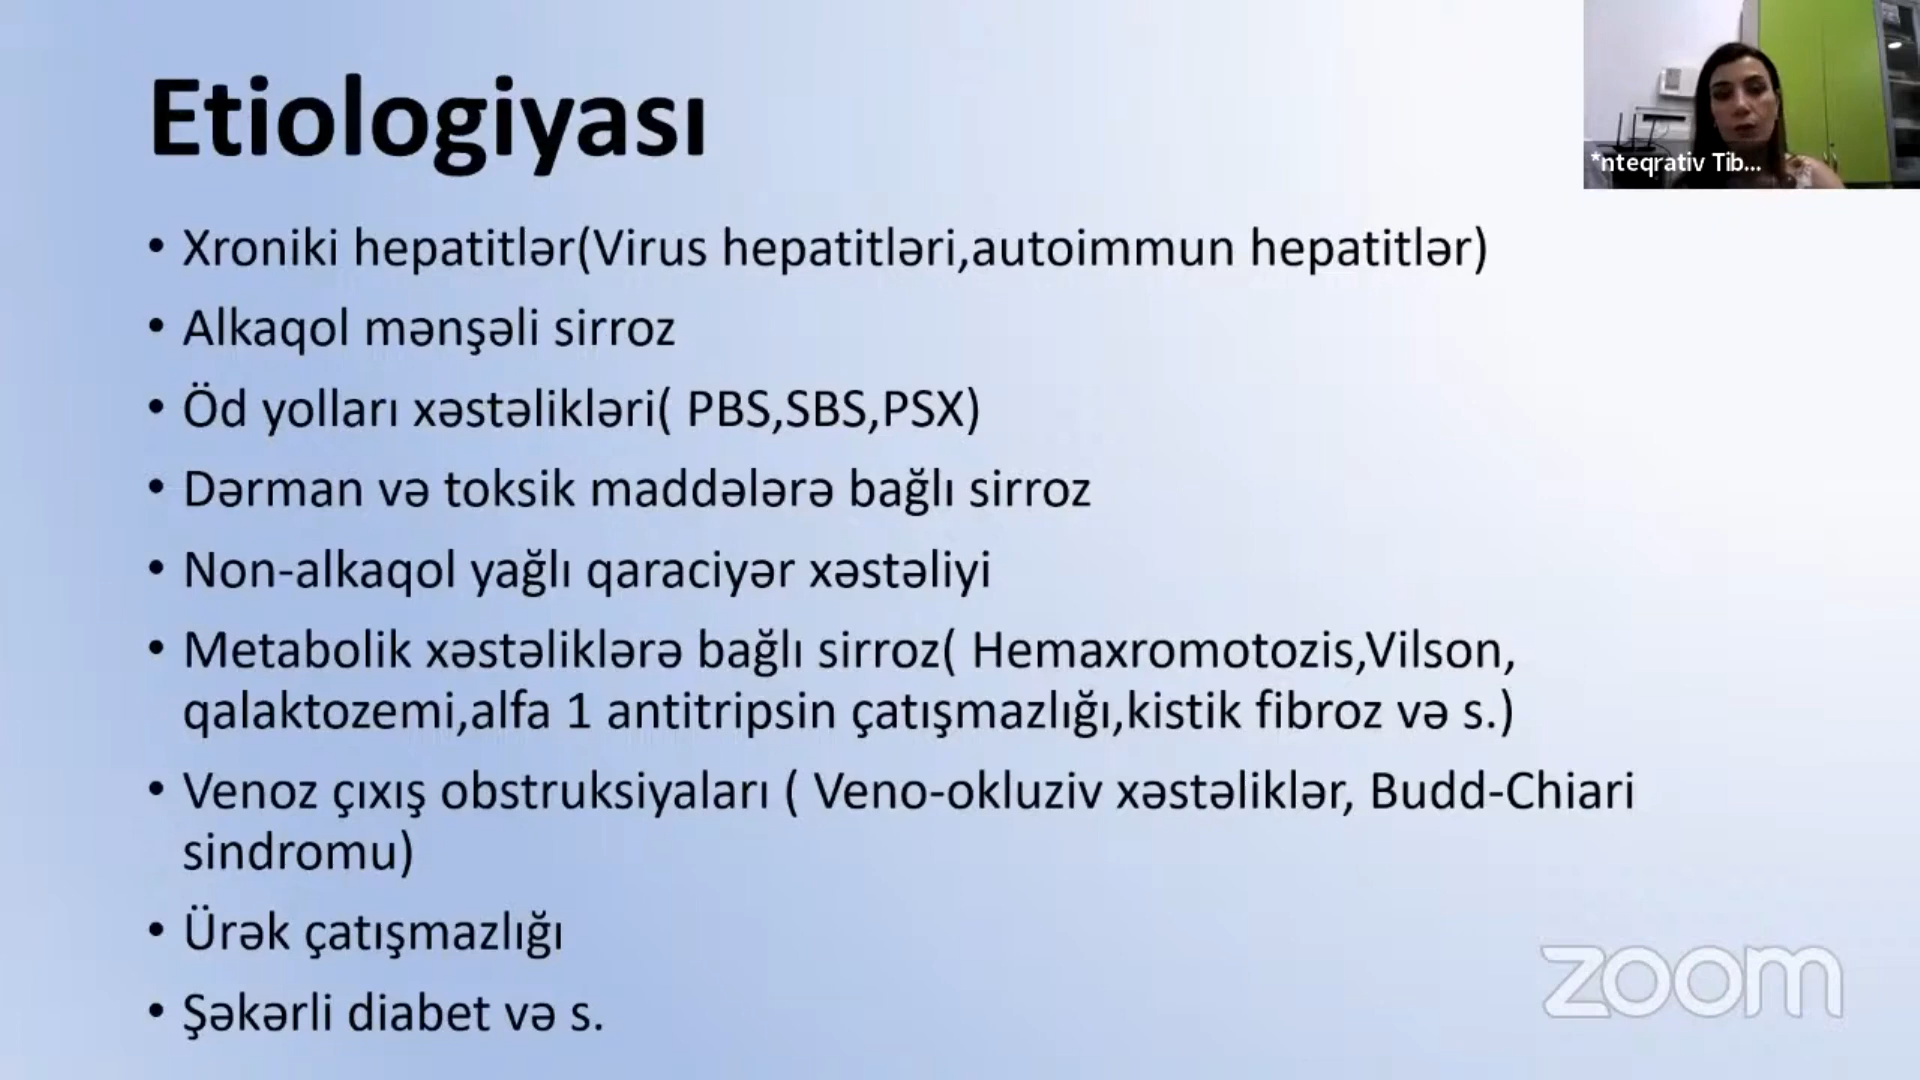 Etiologiyası
*nteqrativ Tib...
• Xroniki hepatitlər(Virus hepatitləri,autoimmun hepatitlər)
• Alkaqol mənşəli sirroz
• Öd yolları xəstəlikləri( PBS,SBS,PSX)
• Dərman və toksik maddələrə bağlı sirroz
• Non-alkaqol yağlı qaraciyər xəstəliyi
• Metabolik xəstəliklərə bağlı sirroz( Hemaxromotozis,Vilson,
qalaktozemi,alfa 1 antitripsin çatışmazlığı,kistik fibroz və s.)
• Venoz çıxış obstruksiyaları ( Veno-okluziv xəstəliklər, Budd-Chiari
sindromu)
• Ürək çatışmazlığı
• Şəkərli diabet və s.
zoom